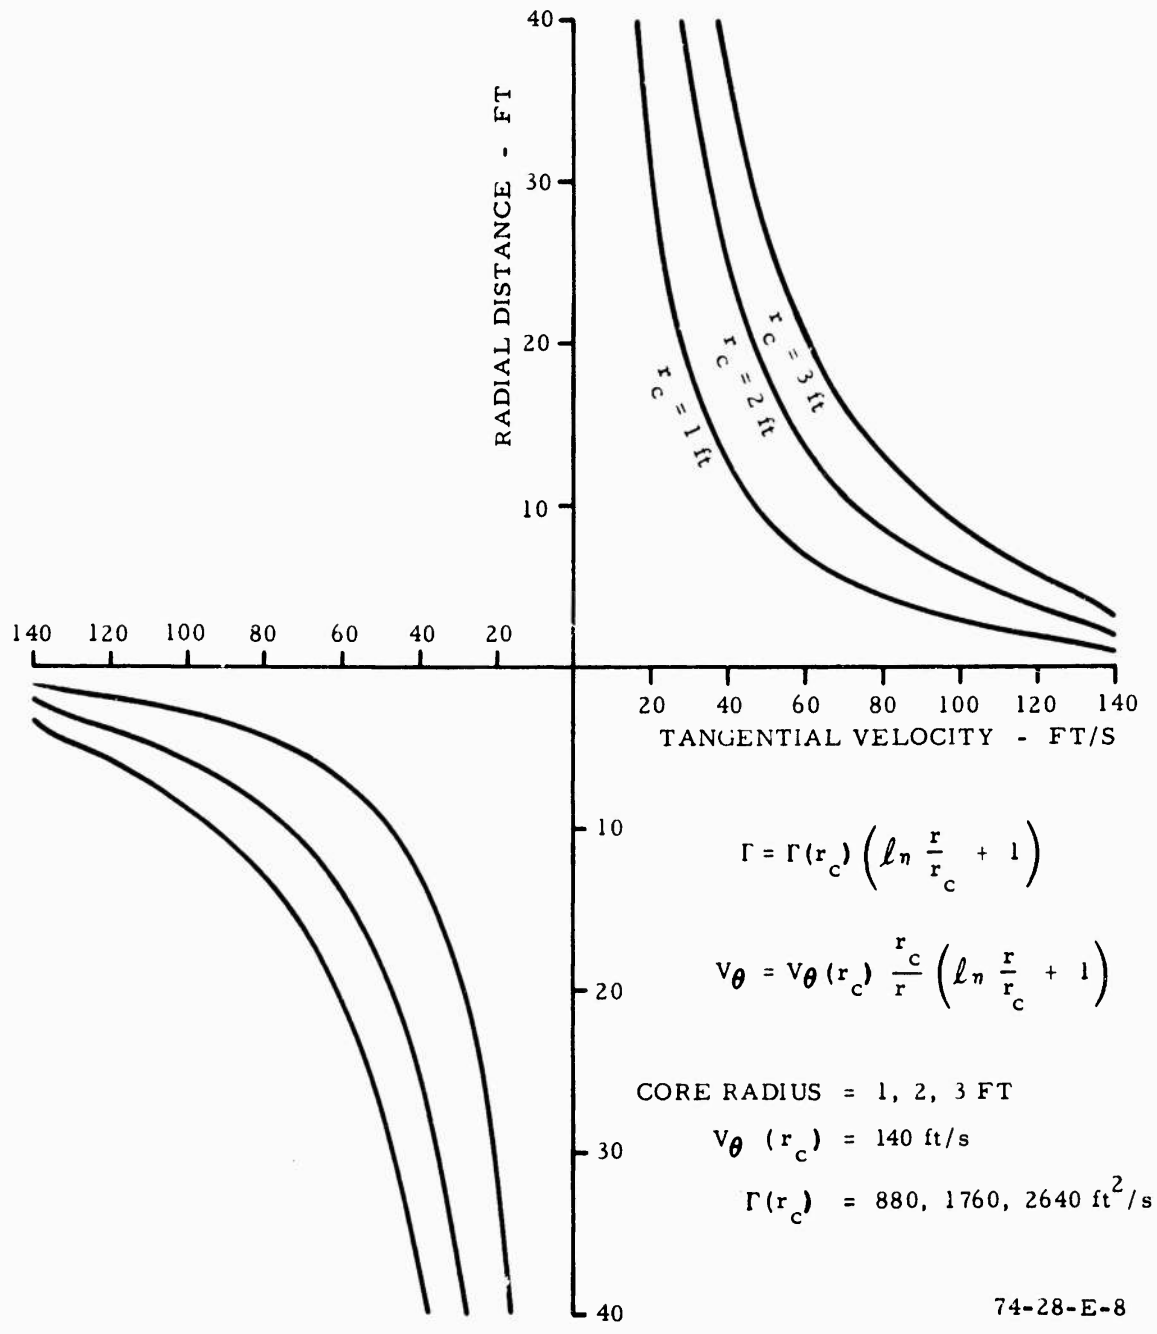 40
30
20
10
RADIAL DISTANCE - FT
r_c = 1 ft
r_c = 2 ft
r_c = 3 ft
140 120 100 80 60 40 20
20 40 60 80 100 120 140
TANGENTIAL VELOCITY - FT/S
10
20
30
40
Γ = Γ(r_c) (ℓn r/r_c + 1)
Vθ = Vθ(r_c) r_c/r (ℓn r/r_c + 1)
CORE RADIUS = 1, 2, 3 FT
Vθ (r_c) = 140 ft/s
Γ(r_c) = 880, 1760, 2640 ft²/s
74-28-E-8